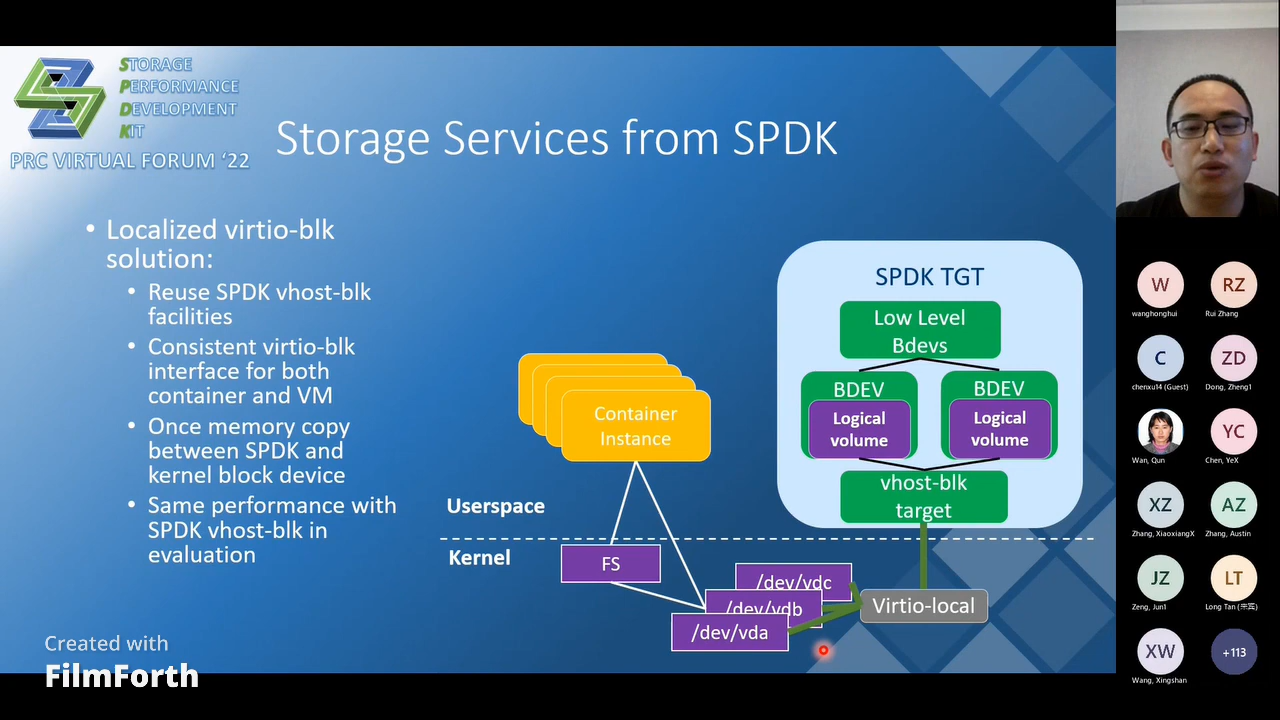 STORAGE
PERFORMANCE
DEVELOPMENT
KIT
PRC VIRTUAL FORUM ‘22
Storage Services from SPDK
• Localized virtio-blk
solution:
• Reuse SPDK vhost-blk
facilities
• Consistent virtio-blk
interface for both
container and VM
• Once memory copy
between SPDK and
kernel block device
• Same performance with
SPDK vhost-blk in
evaluation
Container
Instance
Userspace
Kernel
FS
/dev/vdc
/dev/vdb
/dev/vda
SPDK TGT
Low Level
Bdevs
BDEV
Logical
volume
BDEV
Logical
volume
vhost-blk
target
Virtio-local
Created with
FilmForth
W
wanghonghui
RZ
Rui Zhang
C
chenxu14 (Guest)
ZD
Dong, Zheng1
Wan, Qun
YC
Chen, YeX
XZ
Zhang, XiaoxiangX
AZ
Zhang, Austin
JZ
Zeng, Jun1
LT
Long Tan (宋宾)
XW
Wang, Xingshan
+113